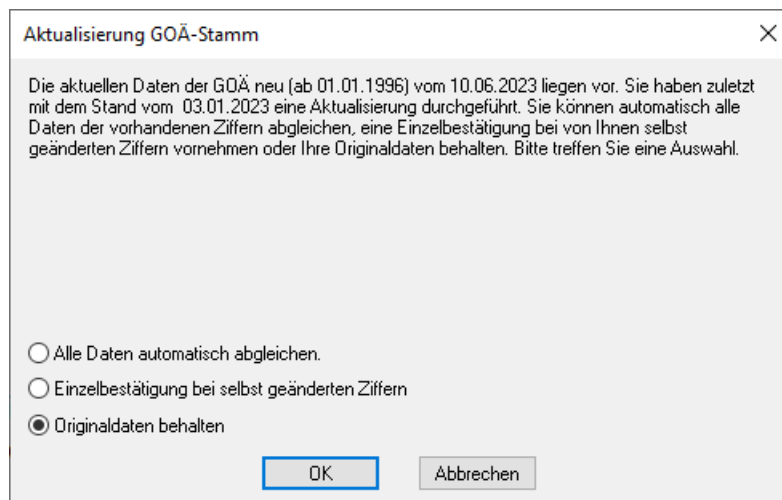 Aktualisierung GOÄ-Stamm
Die aktuellen Daten der GOÄ neu (ab 01.01.1996) vom 10.06.2023 liegen vor. Sie haben zuletzt
mit dem Stand vom 03.01.2023 eine Aktualisierung durchgeführt. Sie können automatisch alle
Daten der vorhandenen Ziffern abgleichen, eine Einzelbestätigung bei von Ihnen selbst
geänderten Ziffern vornehmen oder Ihre Originaldaten behalten. Bitte treffen Sie eine Auswahl.
Alle Daten automatisch abgleichen.
Einzelbestätigung bei selbst geänderten Ziffern
Originaldaten behalten
OK Abbrechen